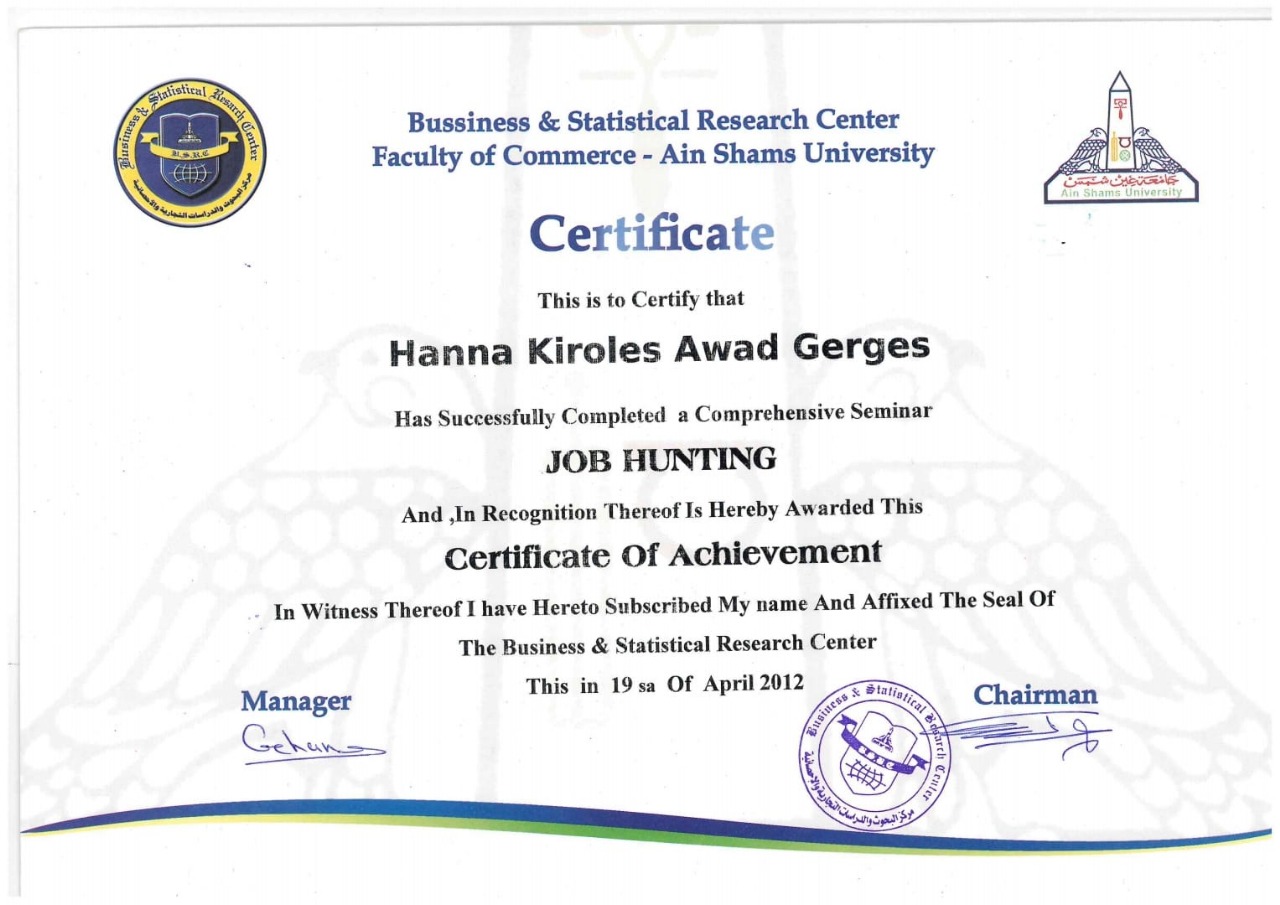 Business & Statistical Resarch Center
B.S.R.C
مركز البحوث والدراسات التجارية والأحصائية
Bussiness & Statistical Research Center
Faculty of Commerce - Ain Shams University
جامعة عين شمس
Ain Shams University
Certificate
This is to Certify that
Hanna Kiroles Awad Gerges
Has Successfully Completed a Comprehensive Seminar
JOB HUNTING
And ,In Recognition Thereof Is Hereby Awarded This
Certificate Of Achievement
In Witness Thereof I have Hereto Subscribed My name And Affixed The Seal Of
The Business & Statistical Research Center
This in 19 sa Of April 2012
Manager
Gehan
Chairman
Business & Statistical Research Center
مركز البحوث والدراسات التجارية والإحصائية